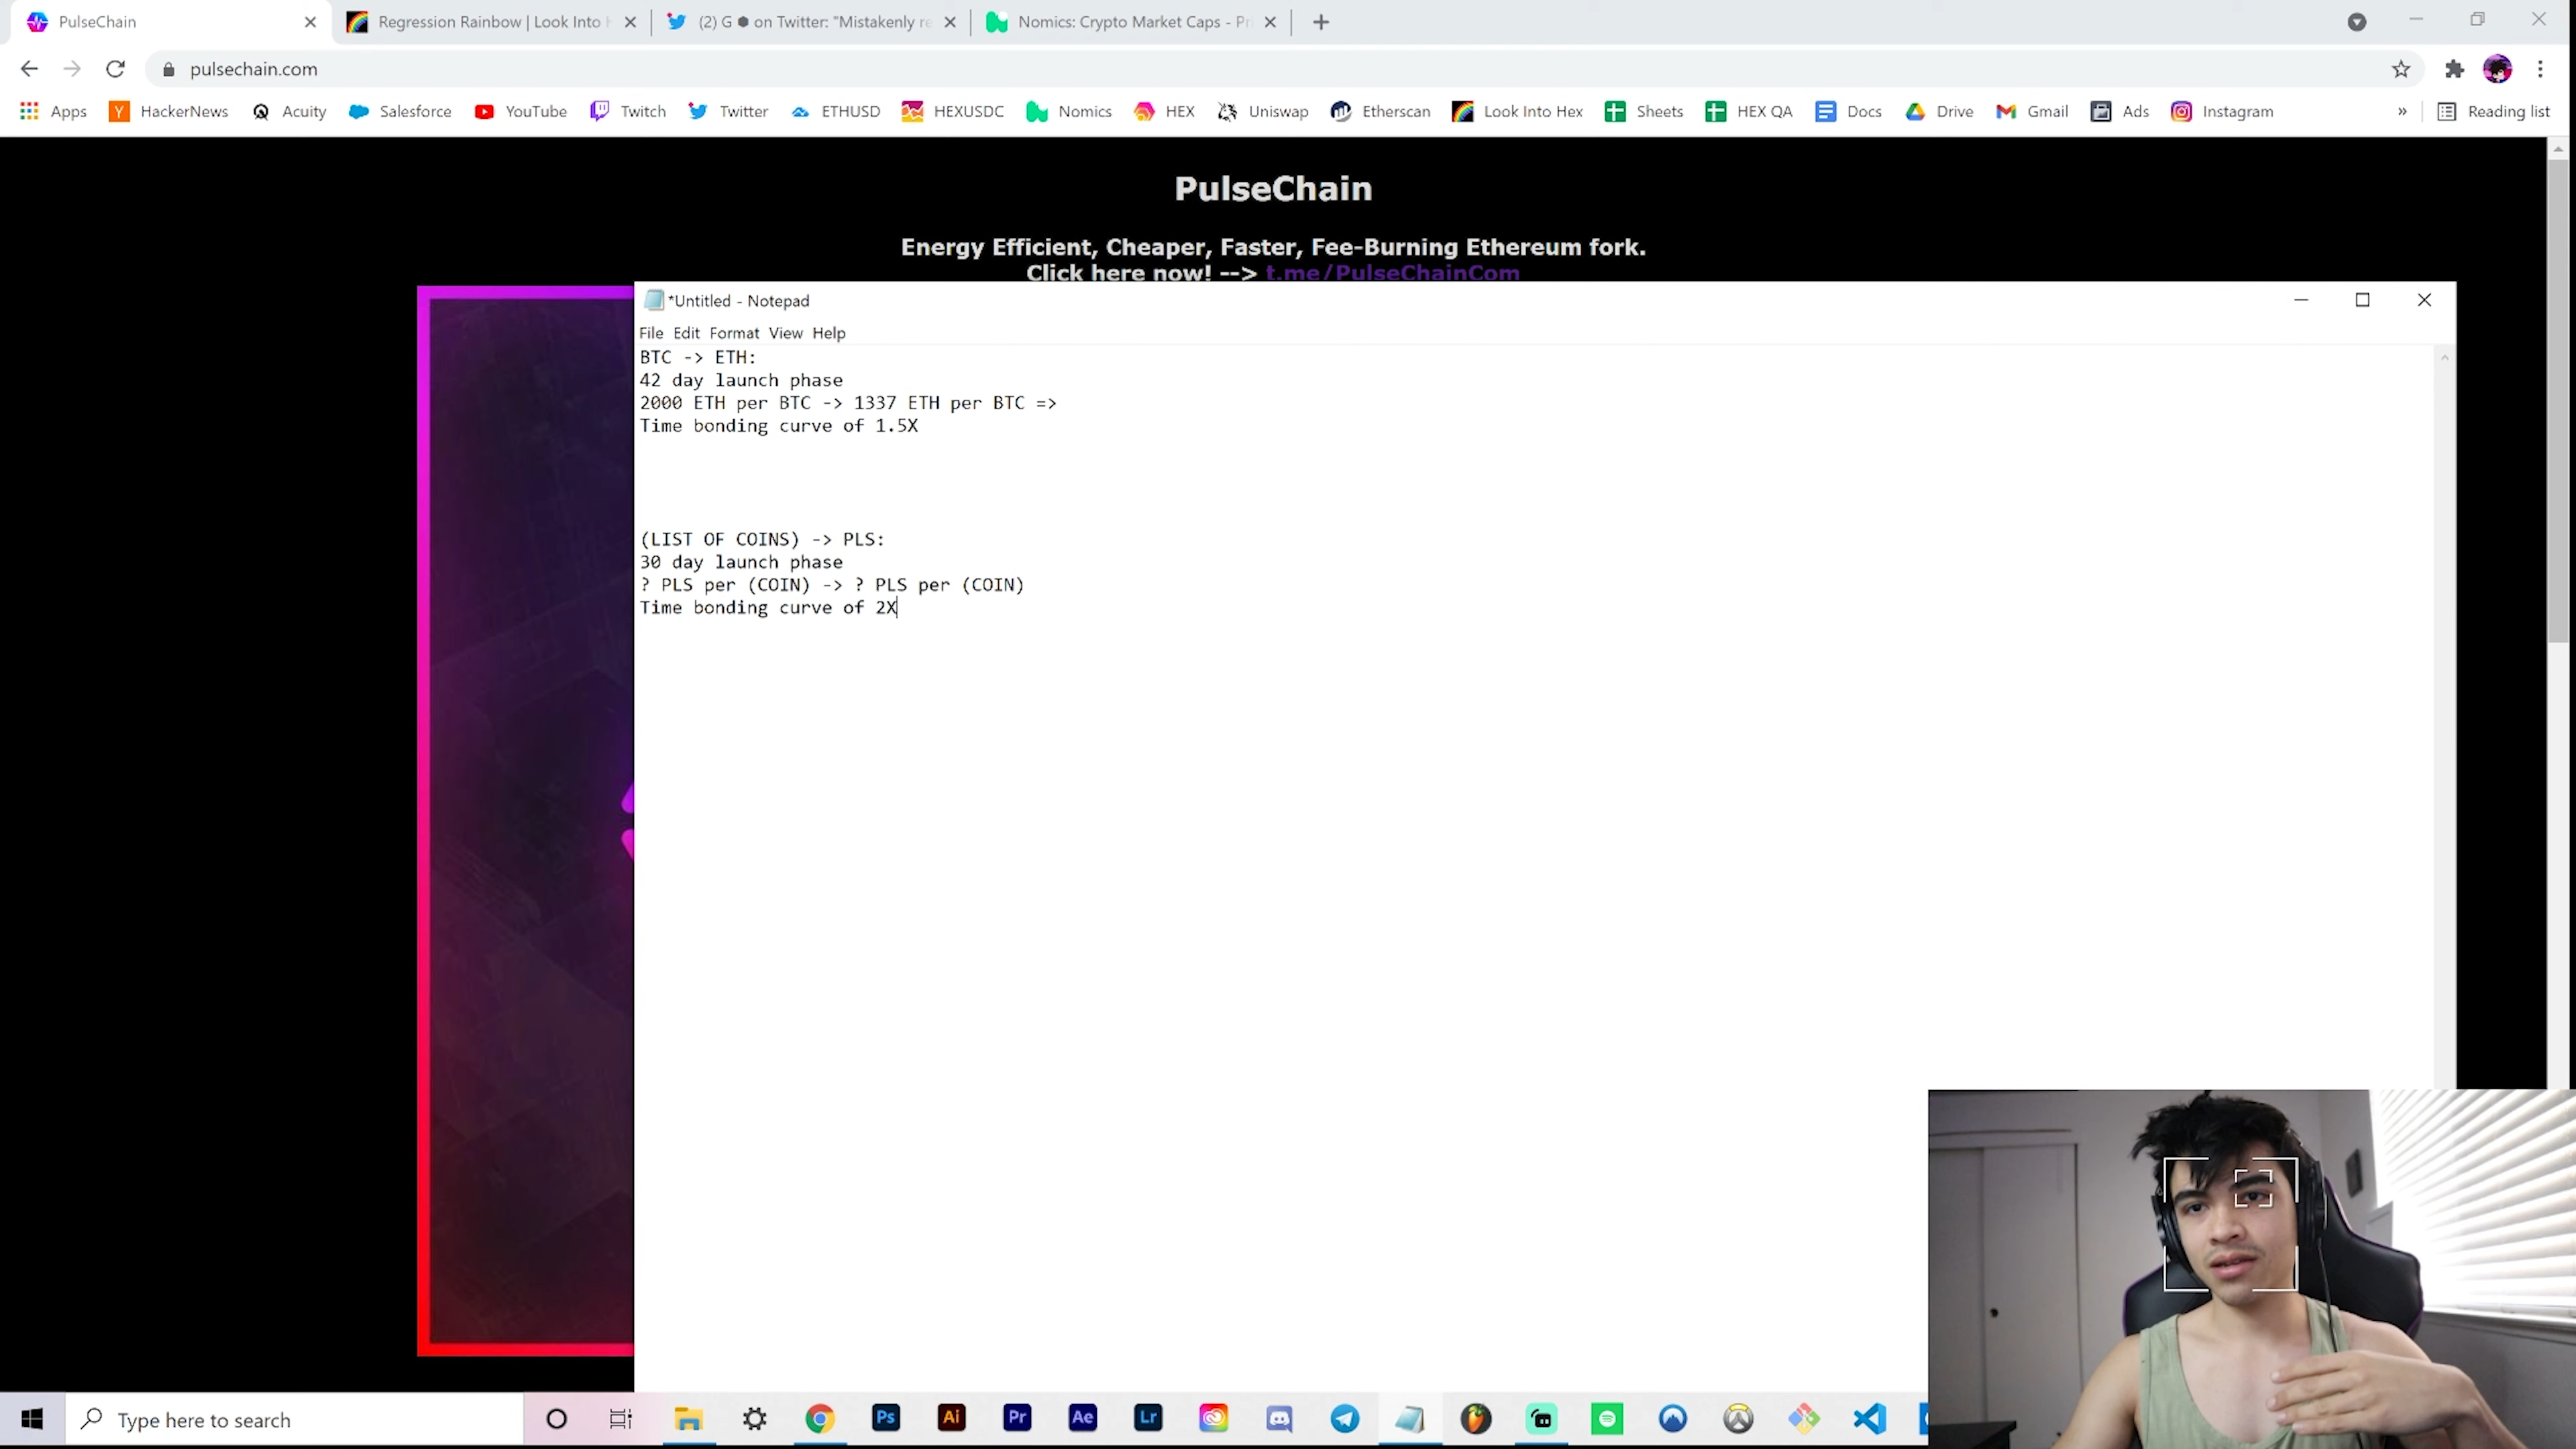 PulseChain
Regression Rainbow | Look Into H
(2) G ⬢ on Twitter: "Mistakenly re
Nomics: Crypto Market Caps - Pri
pulsechain.com
Apps
HackerNews
Acuity
Salesforce
YouTube
Twitch
Twitter
ETHUSD
HEXUSDC
Nomics
HEX
Uniswap
Etherscan
Look Into Hex
Sheets
HEX QA
Docs
Drive
Gmail
Ads
Instagram
»
Reading list
PulseChain
Energy Efficient, Cheaper, Faster, Fee-Burning Ethereum fork.
Click here now! --> t.me/PulseChainCom
*Untitled - Notepad
File Edit Format View Help
BTC -> ETH:
42 day launch phase
2000 ETH per BTC -> 1337 ETH per BTC =>
Time bonding curve of 1.5X
(LIST OF COINS) -> PLS:
30 day launch phase
? PLS per (COIN) -> ? PLS per (COIN)
Time bonding curve of 2X
Type here to search
Ps
Ai
Pr
Ae
Lr